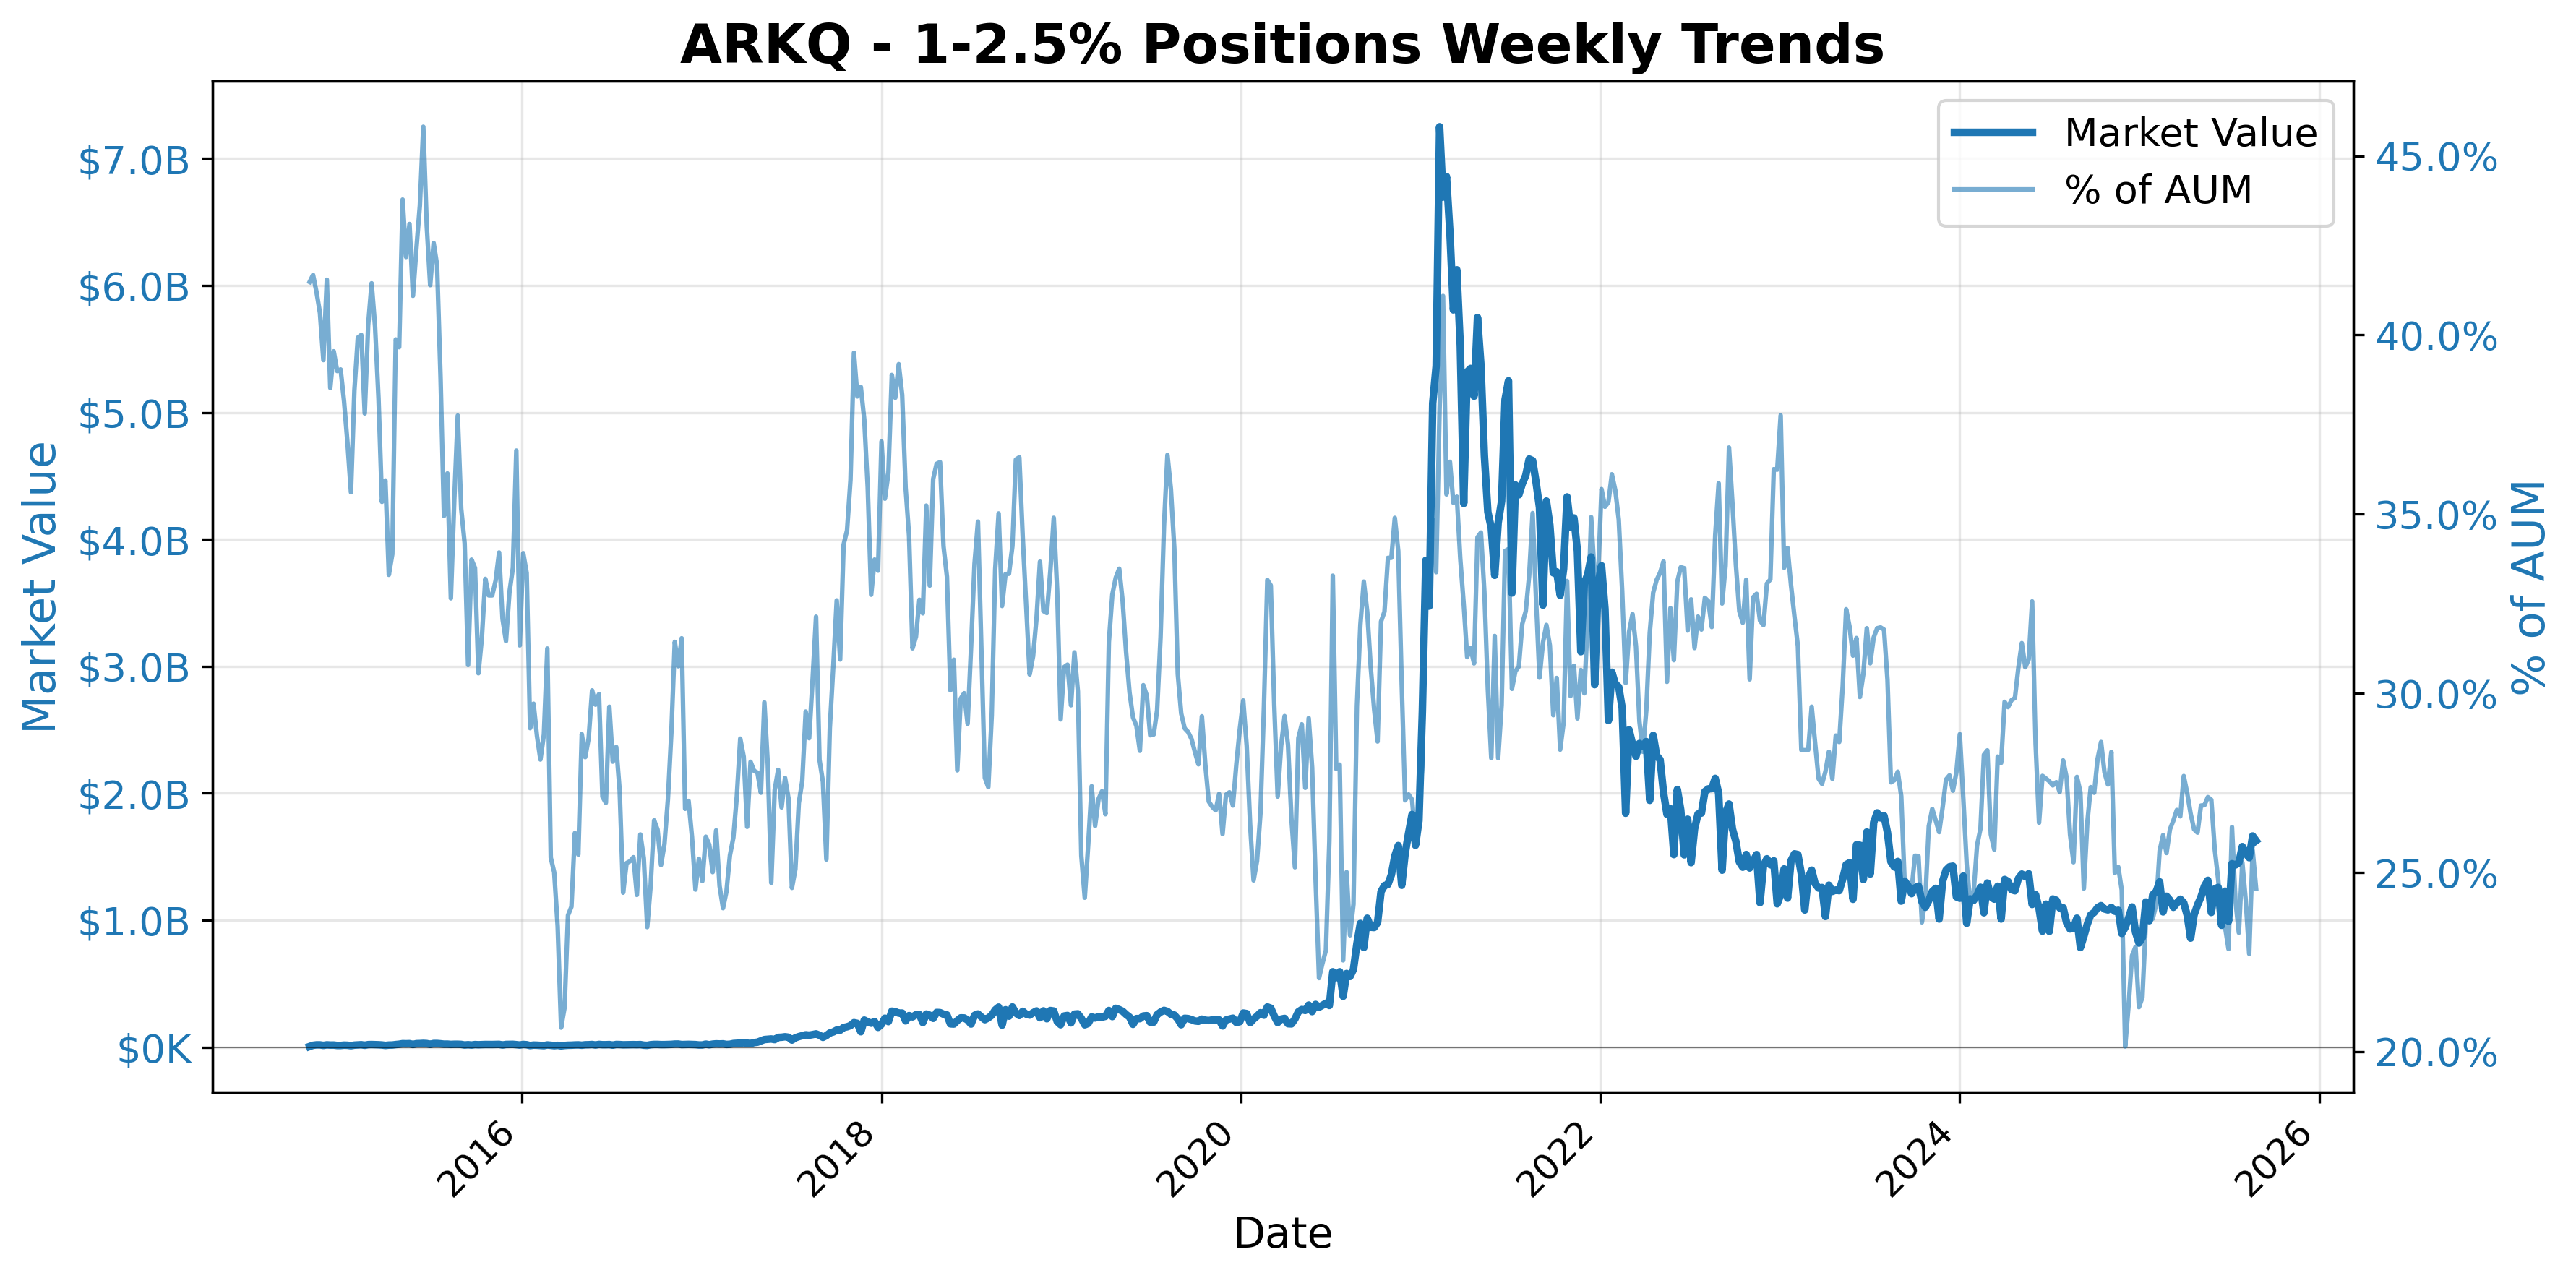 ARKQ - 1-2.5% Positions Weekly Trends
Market Value
% of AUM
$7.0B
$6.0B
$5.0B
$4.0B
$3.0B
$2.0B
$1.0B
$0K
Market Value
45.0%
40.0%
35.0%
30.0%
25.0%
20.0%
% of AUM
2016
2018
2020
2022
2024
2026
Date